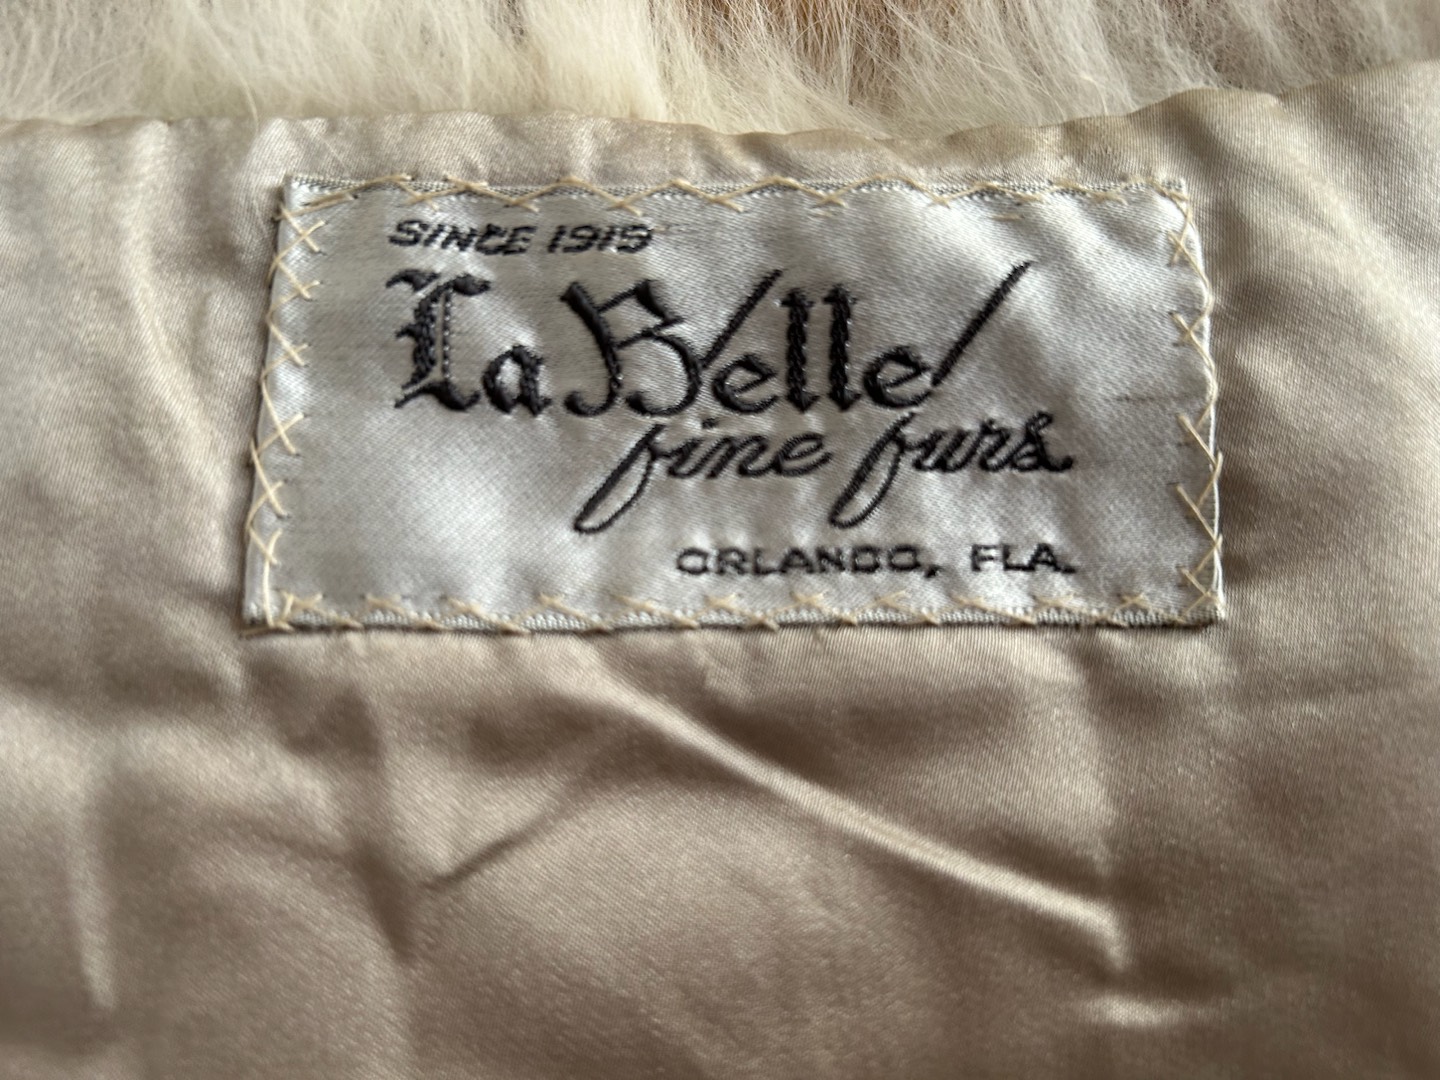 SINCE 1919
La Belle
fine furs
ORLANDO, FLA.